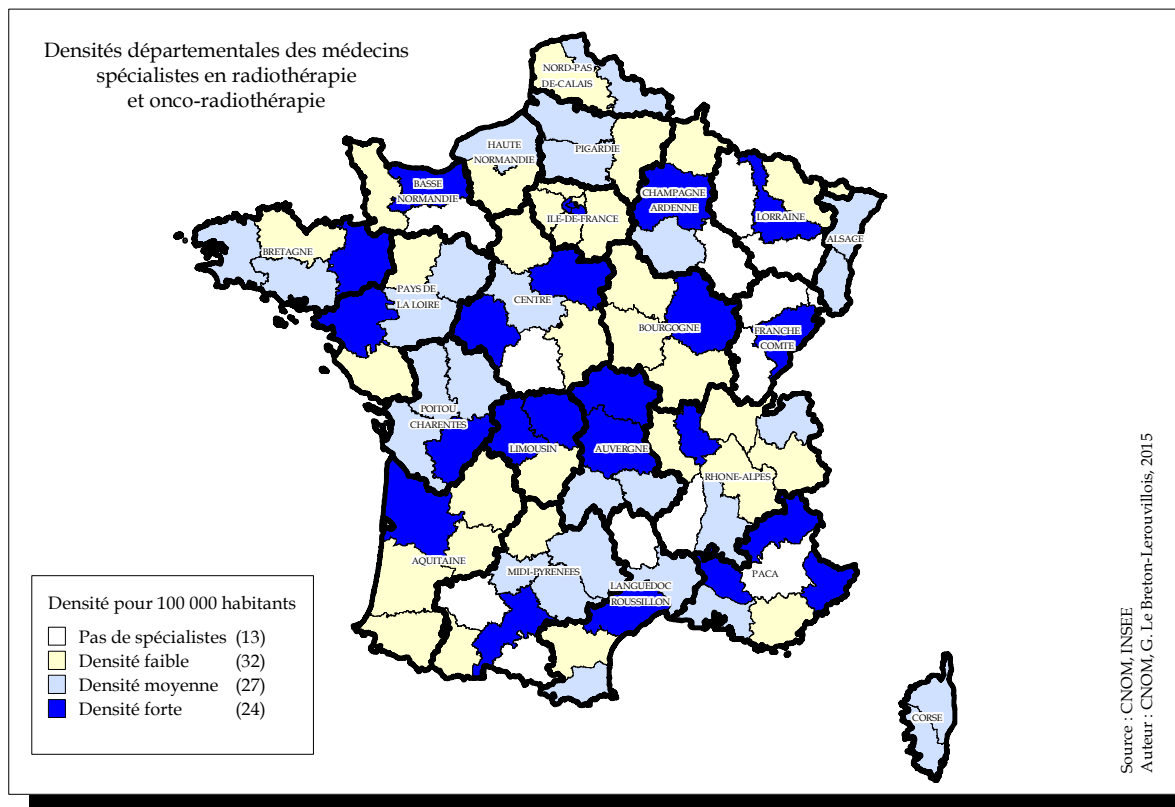 Densités départementales des médecins
spécialistes en radiothérapie
et onco-radiothérapie
NORD-PAS
DE-CALAIS
HAUTE
NORMANDIE
PICARDIE
BASSE
NORMANDIE
CHAMPAGNE
ARDENNE
LORRAINE
ILE-DE-FRANCE
ALSACE
BRETAGNE
PAYS DE
LA LOIRE
CENTRE
BOURGOGNE
FRANCHE
COMTE
POITOU
CHARENTES
LIMOUSIN
AUVERGNE
RHONE-ALPES
AQUITAINE
MIDI-PYRENEES
LANGUEDOC
ROUSSILLON
PACA
CORSE
Densité pour 100 000 habitants
Pas de spécialistes (13)
Densité faible (32)
Densité moyenne (27)
Densité forte (24)
Source : CNOM, INSEE
Auteur : CNOM, G. Le Breton-Lerouvillois, 2015